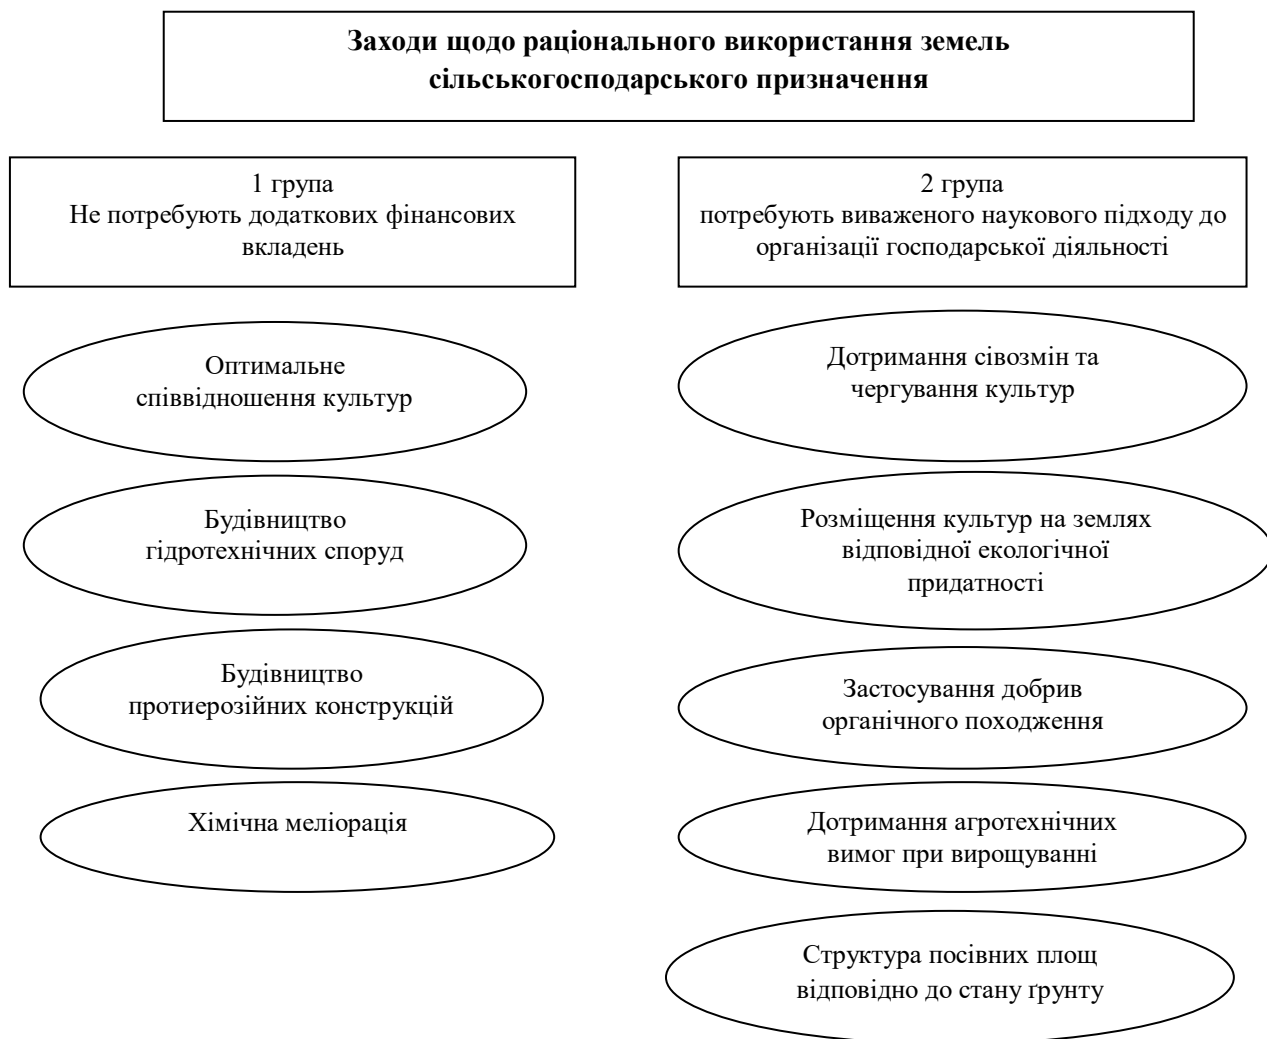 Заходи щодо раціонального використання земель
сільськогосподарського призначення
1 група
Не потребують додаткових фінансових
вкладень
2 група
потребують виваженого наукового підходу до
організації господарської діяльності
Оптимальне
співвідношення культур
Будівництво
гідротехнічних споруд
Будівництво
протиерозійних конструкцій
Хімічна меліорація
Дотримання сівозмін та
чергування культур
Розміщення культур на землях
відповідної екологічної
придатності
Застосування добрив
органічного походження
Дотримання агротехнічних
вимог при вирощуванні
Структура посівних площ
відповідно до стану ґрунту